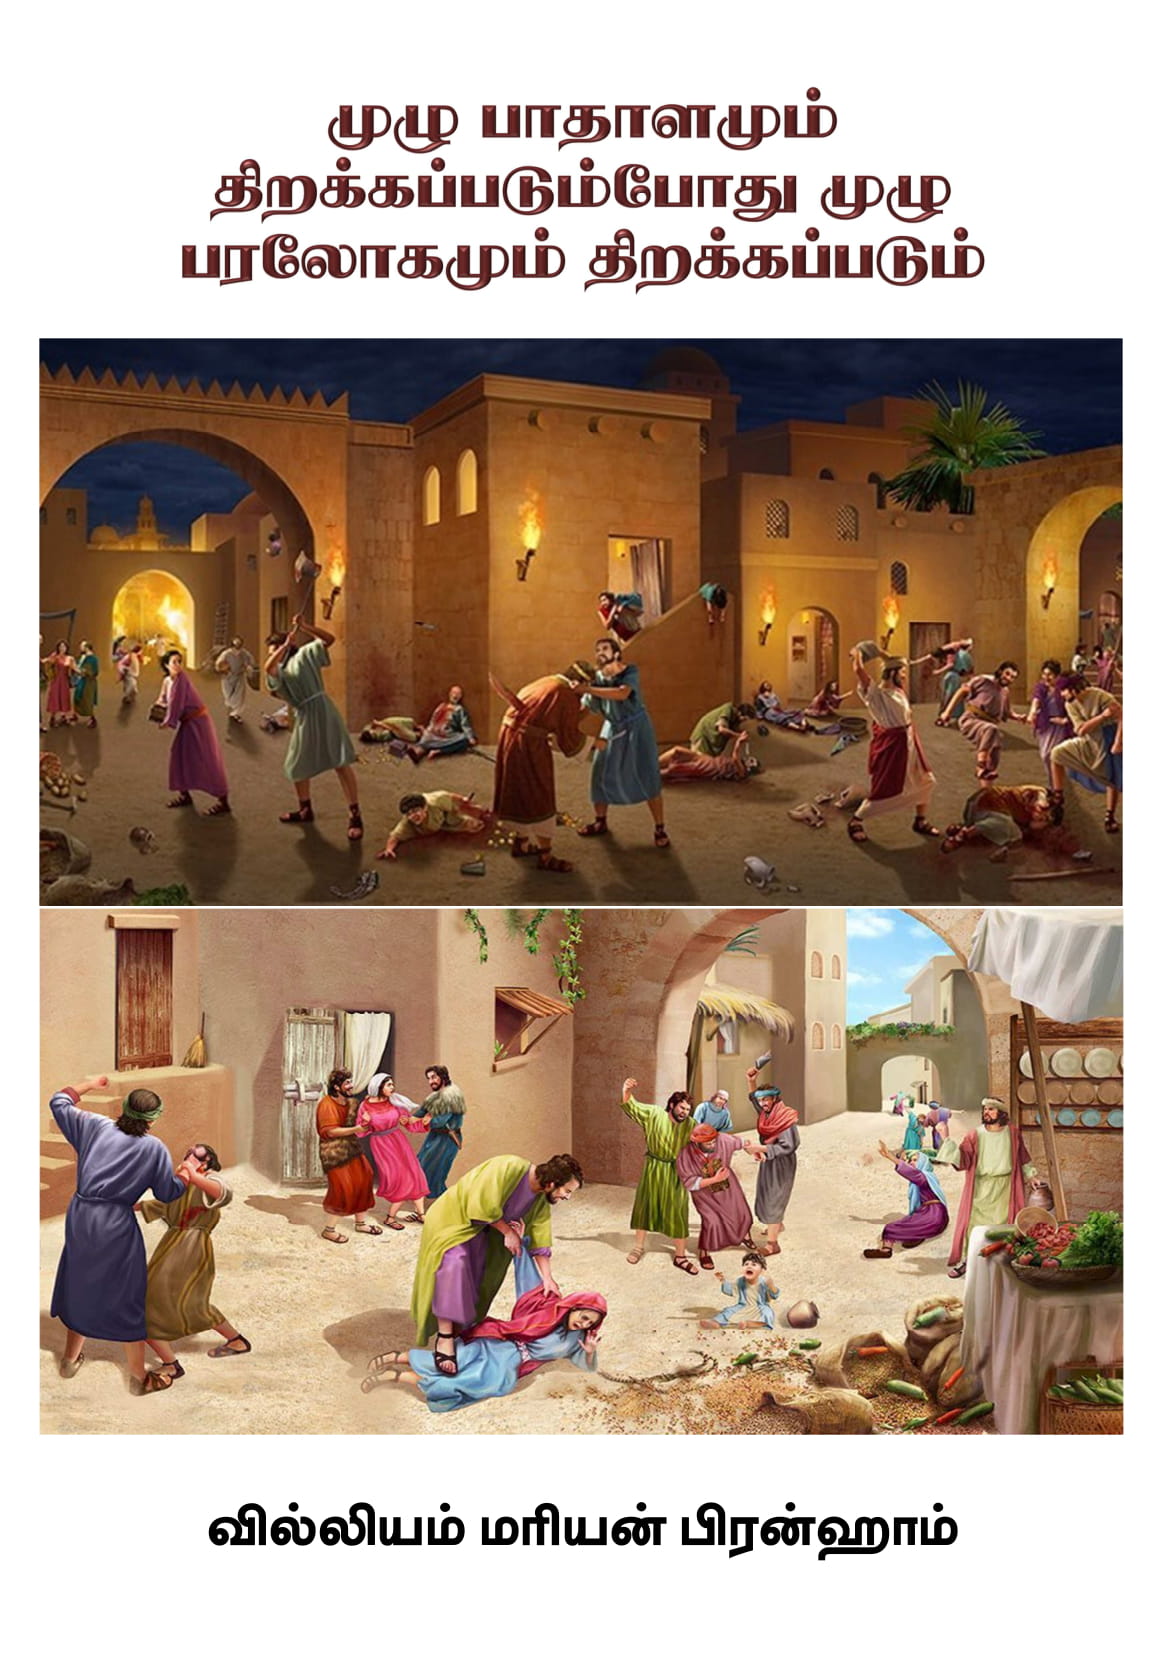 முழு பாதாளமும்
திறக்கப்படும்போது முழு
பரலோகமும் திறக்கப்படும்
வில்லியம் மரியன் பிரன்ஹாம்